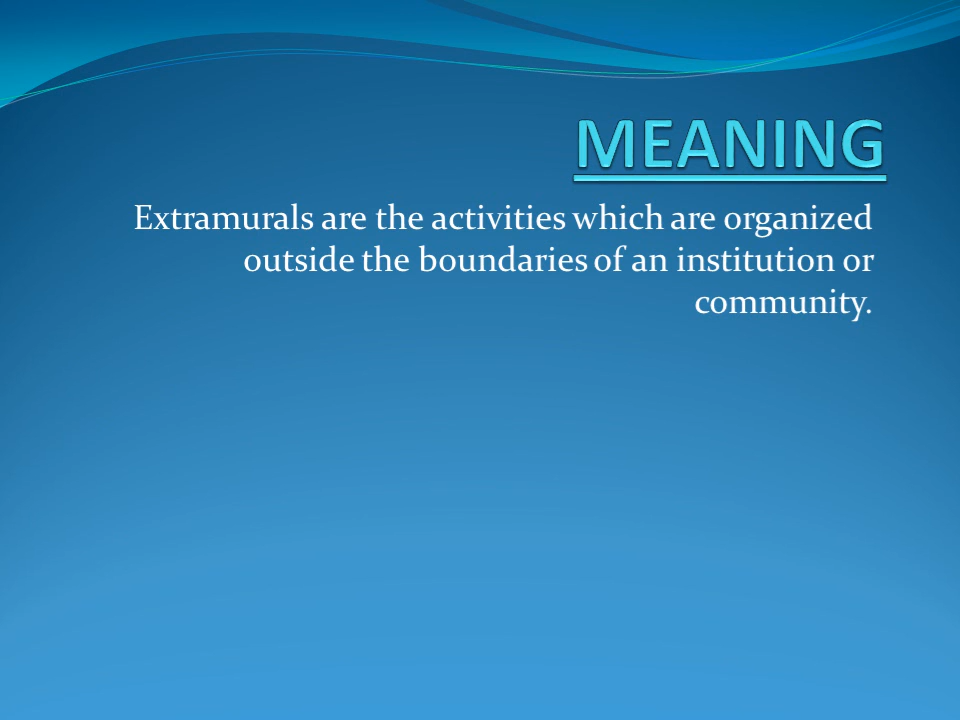 MEANING
Extramurals are the activities which are organized
outside the boundaries of an institution or
community.